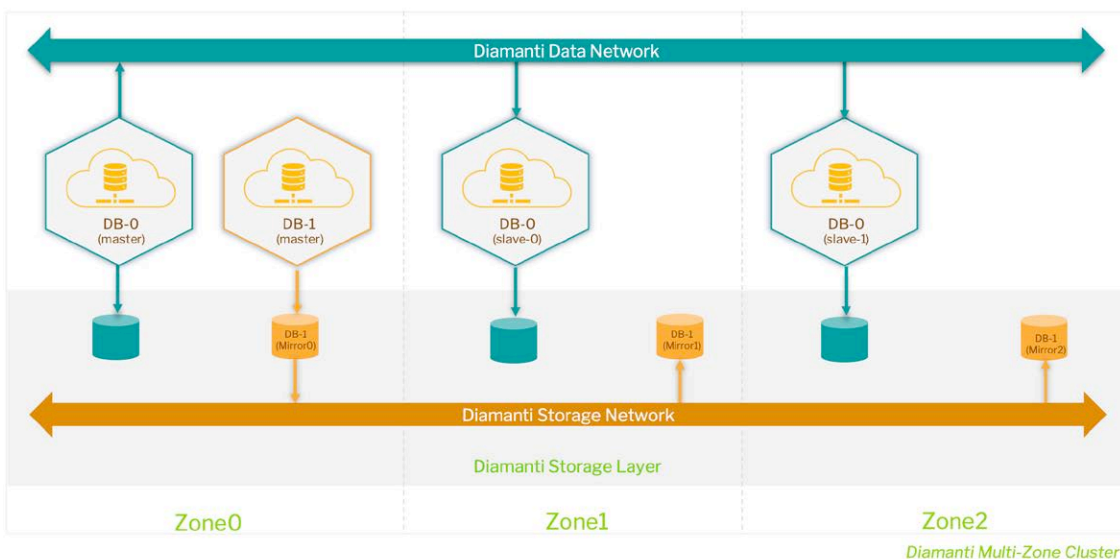 Diamanti Data Network
DB-0
(master)
DB-1
(master)
DB-0
(slave-0)
DB-0
(slave-1)
DB-1
(Mirror0)
DB-1
(Mirror1)
DB-1
(Mirror2)
Diamanti Storage Network
Diamanti Storage Layer
Zone0
Zone1
Zone2
Diamanti Multi-Zone Cluster